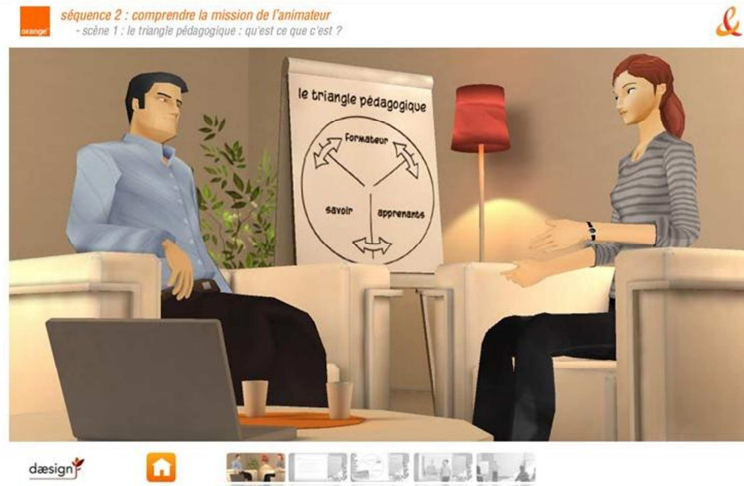 séquence 2 : comprendre la mission de l'animateur
- scène 1 : le triangle pédagogique : qu'est ce que c'est ?
orange
&
le triangle pédagogique
formateur
savoir apprenants
dæsign